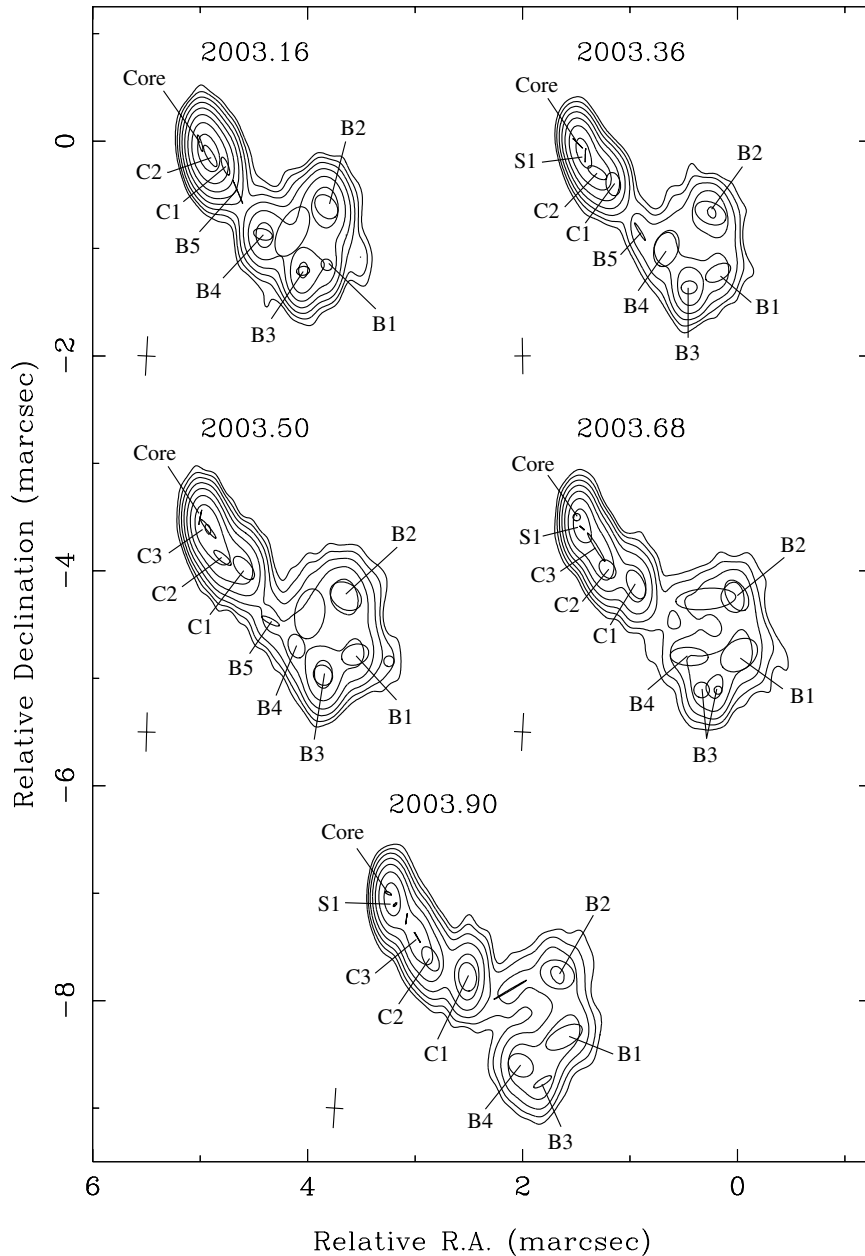 2003.16
Core
C2
C1
B5
B4
B3
B2
B1
2003.36
Core
S1
C2
C1
B5
B4
B3
B2
B1
2003.50
Core
C3
C2
C1
B5
B4
B3
B2
B1
2003.68
Core
S1
C3
C2
C1
B4
B3
B2
B1
2003.90
Core
S1
C3
C2
C1
B4
B3
B2
B1
0
−2
−4
−6
−8
Relative Declination (marcsec)
6
4
2
0
Relative R.A. (marcsec)